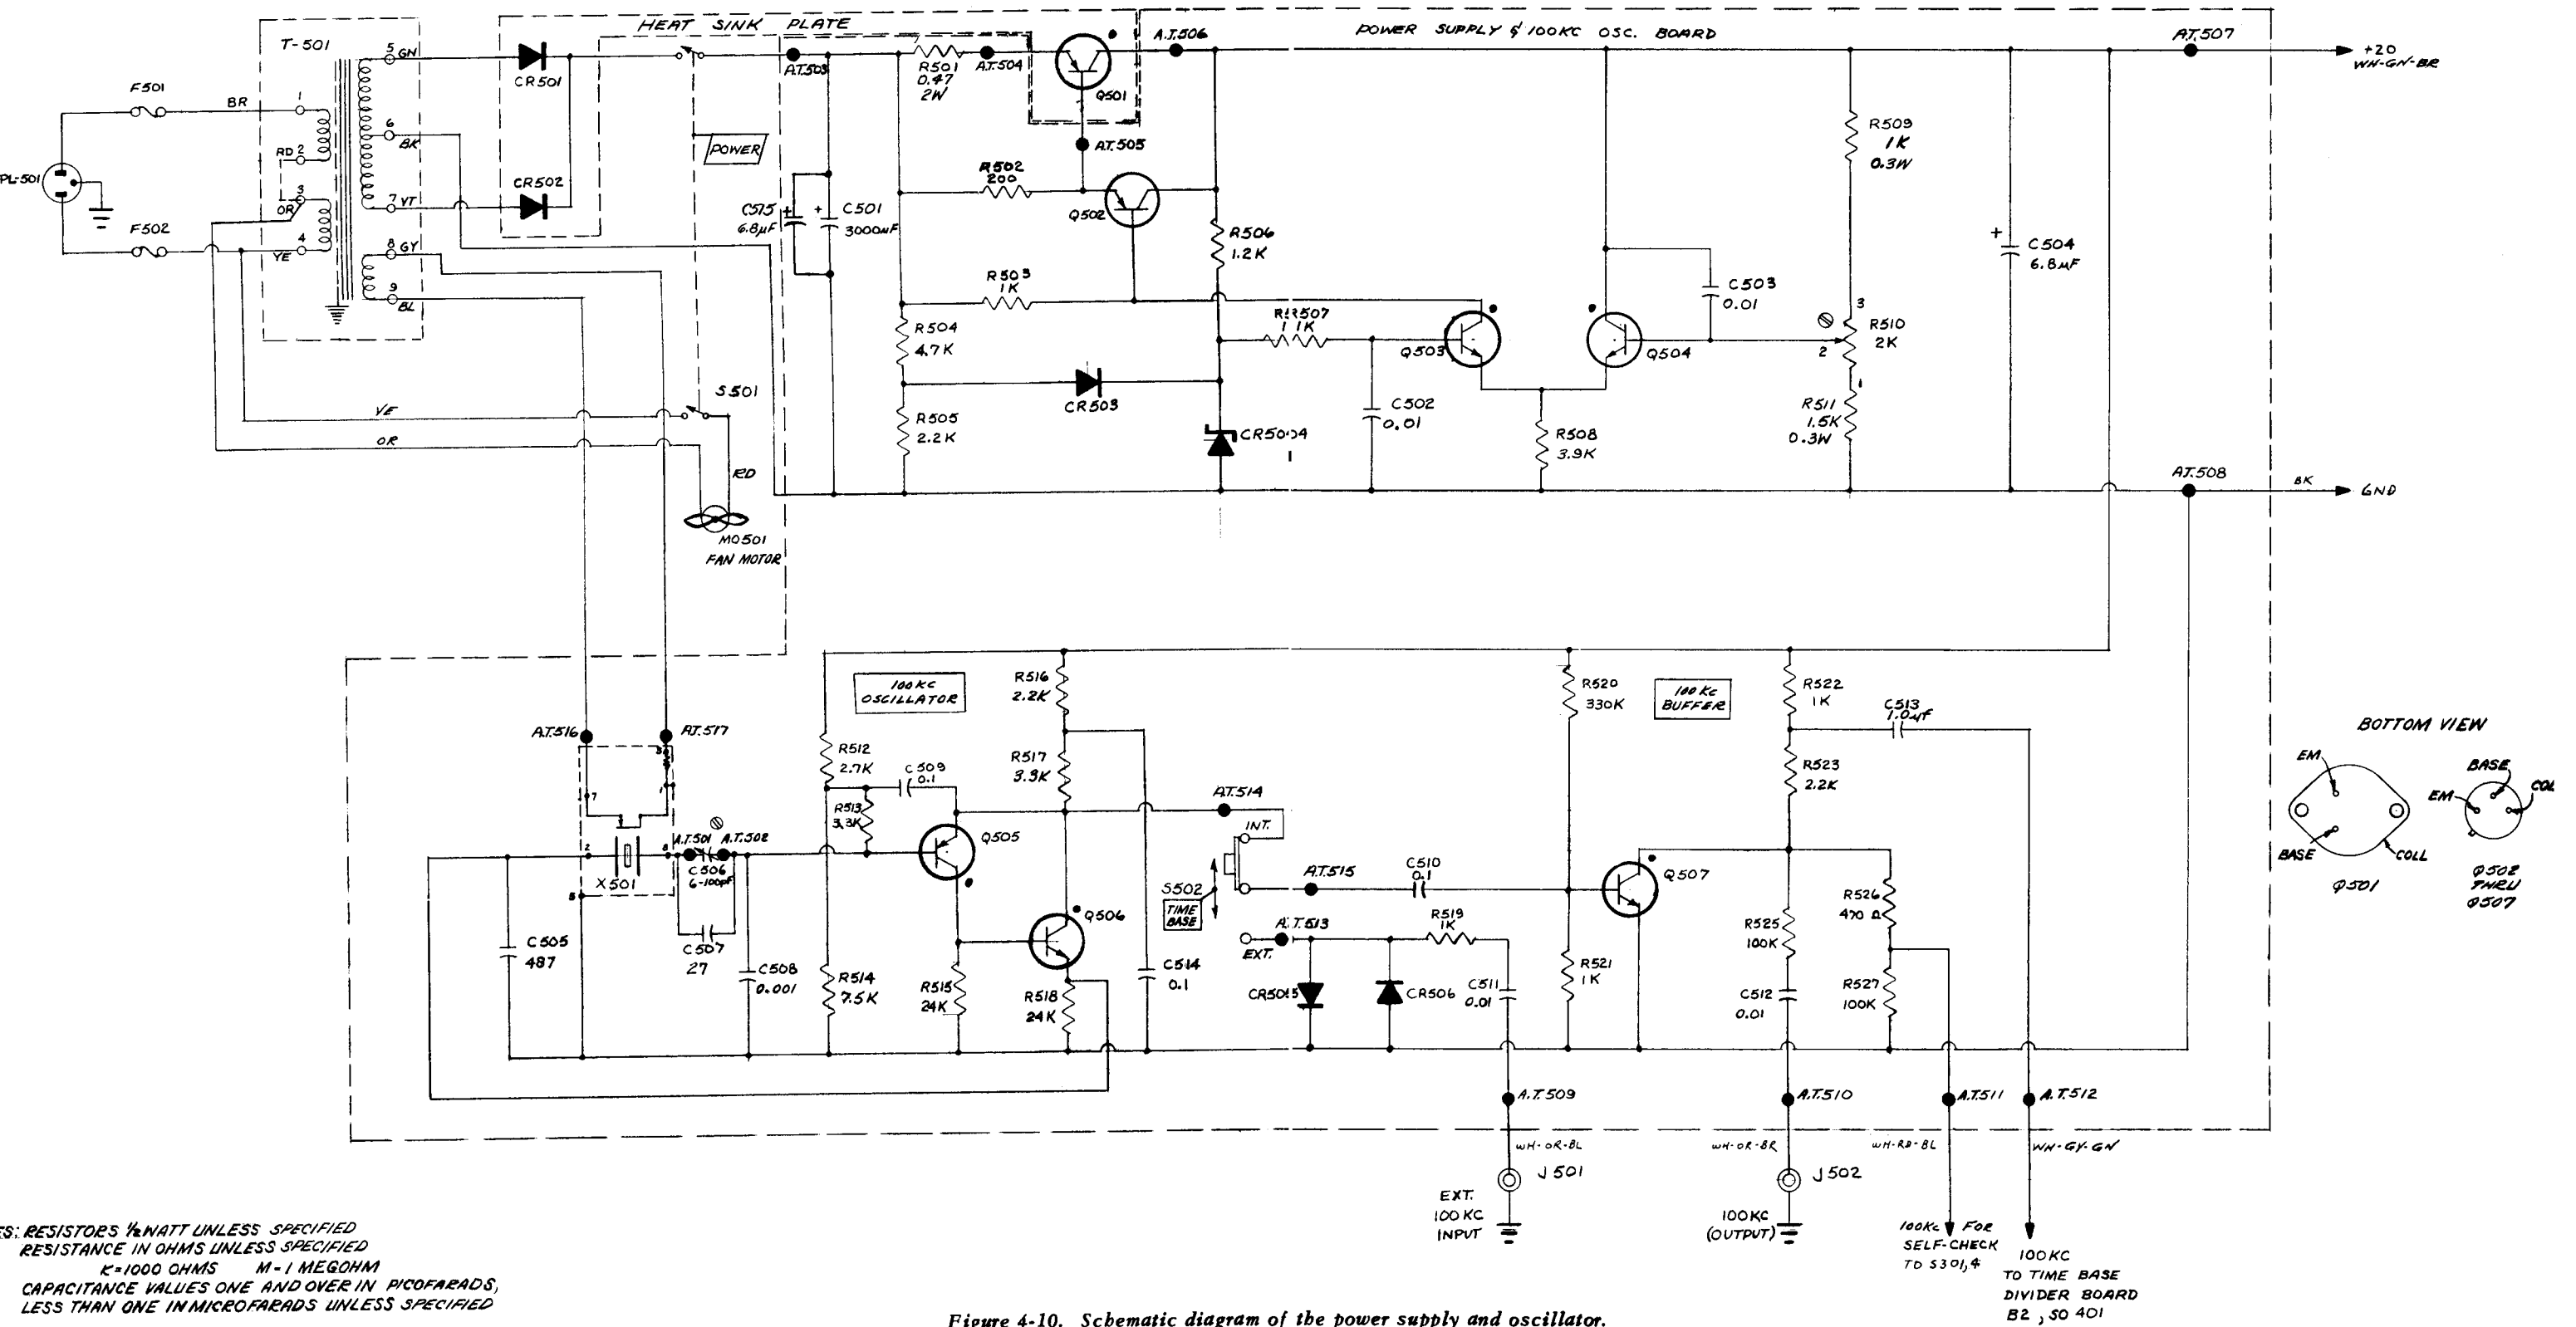 HEAT SINK PLATE
POWER SUPPLY & 100KC OSC. BOARD
T-501
5 GN
CR501
A.T.503
R501
0.47
2W
A.T.504
Q501
A.T.506
A.T.507
+20
WH-GN-BR
F501
BR
1
6
BK
POWER
A.T.505
R509
1K
0.3W
PL-501
RD 2
3
OR
CR502
7 VT
R502
200
Q502
C515
6.8µF
+
C501
3000µF
R506
1.2K
F502
4
YE
8 GY
9
BL
R503
1K
C503
0.01
+
C504
6.8µF
3
R504
4.7K
R507
1K
Q503
Q504
2
R510
2K
1
CR503
S501
YE
OR
R505
2.2K
C502
0.01
R508
3.9K
R511
1.5K
0.3W
RD
A.T.508
BK
GND
MO501
FAN MOTOR
100KC
OSCILLATOR
R516
2.2K
R520
330K
100KC
BUFFER
R522
1K
C513
1.0µF
A.T.516
A.T.517
R512
2.7K
C509
0.1
R517
3.3K
R523
2.2K
BOTTOM VIEW
EM
BASE
EM
COLL
BASE
Q501
Q502
THRU
Q507
7
R513
3.3K
A.T.514
INT.
2
X501
8
5
A.T.501
A.T.502
C506
6-100pF
Q505
A.T.515
C510
0.1
Q507
S502
TIME
BASE
R526
470 Ω
C505
487
C507
27
C508
0.001
Q506
A.T.513
EXT.
R519
1K
R525
100K
R514
7.5K
R515
24K
R518
24K
C514
0.1
CR506
C511
0.01
R521
1K
C512
0.01
R527
100K
A.T.509
A.T.510
A.T.511
A.T.512
WH-OR-BL
WH-OR-BR
WH-RD-BL
WH-GY-GN
J501
J502
EXT.
100KC
INPUT
100KC
(OUTPUT)
100KC FOR
SELF-CHECK
TO S301,4
100KC
TO TIME BASE
DIVIDER BOARD
B2, SO 401
ES: RESISTORS 1/2 WATT UNLESS SPECIFIED
RESISTANCE IN OHMS UNLESS SPECIFIED
K=1000 OHMS M=1 MEGOHM
CAPACITANCE VALUES ONE AND OVER IN PICOFARADS,
LESS THAN ONE IN MICROFARADS UNLESS SPECIFIED
Figure 4-10. Schematic diagram of the power supply and oscillator.